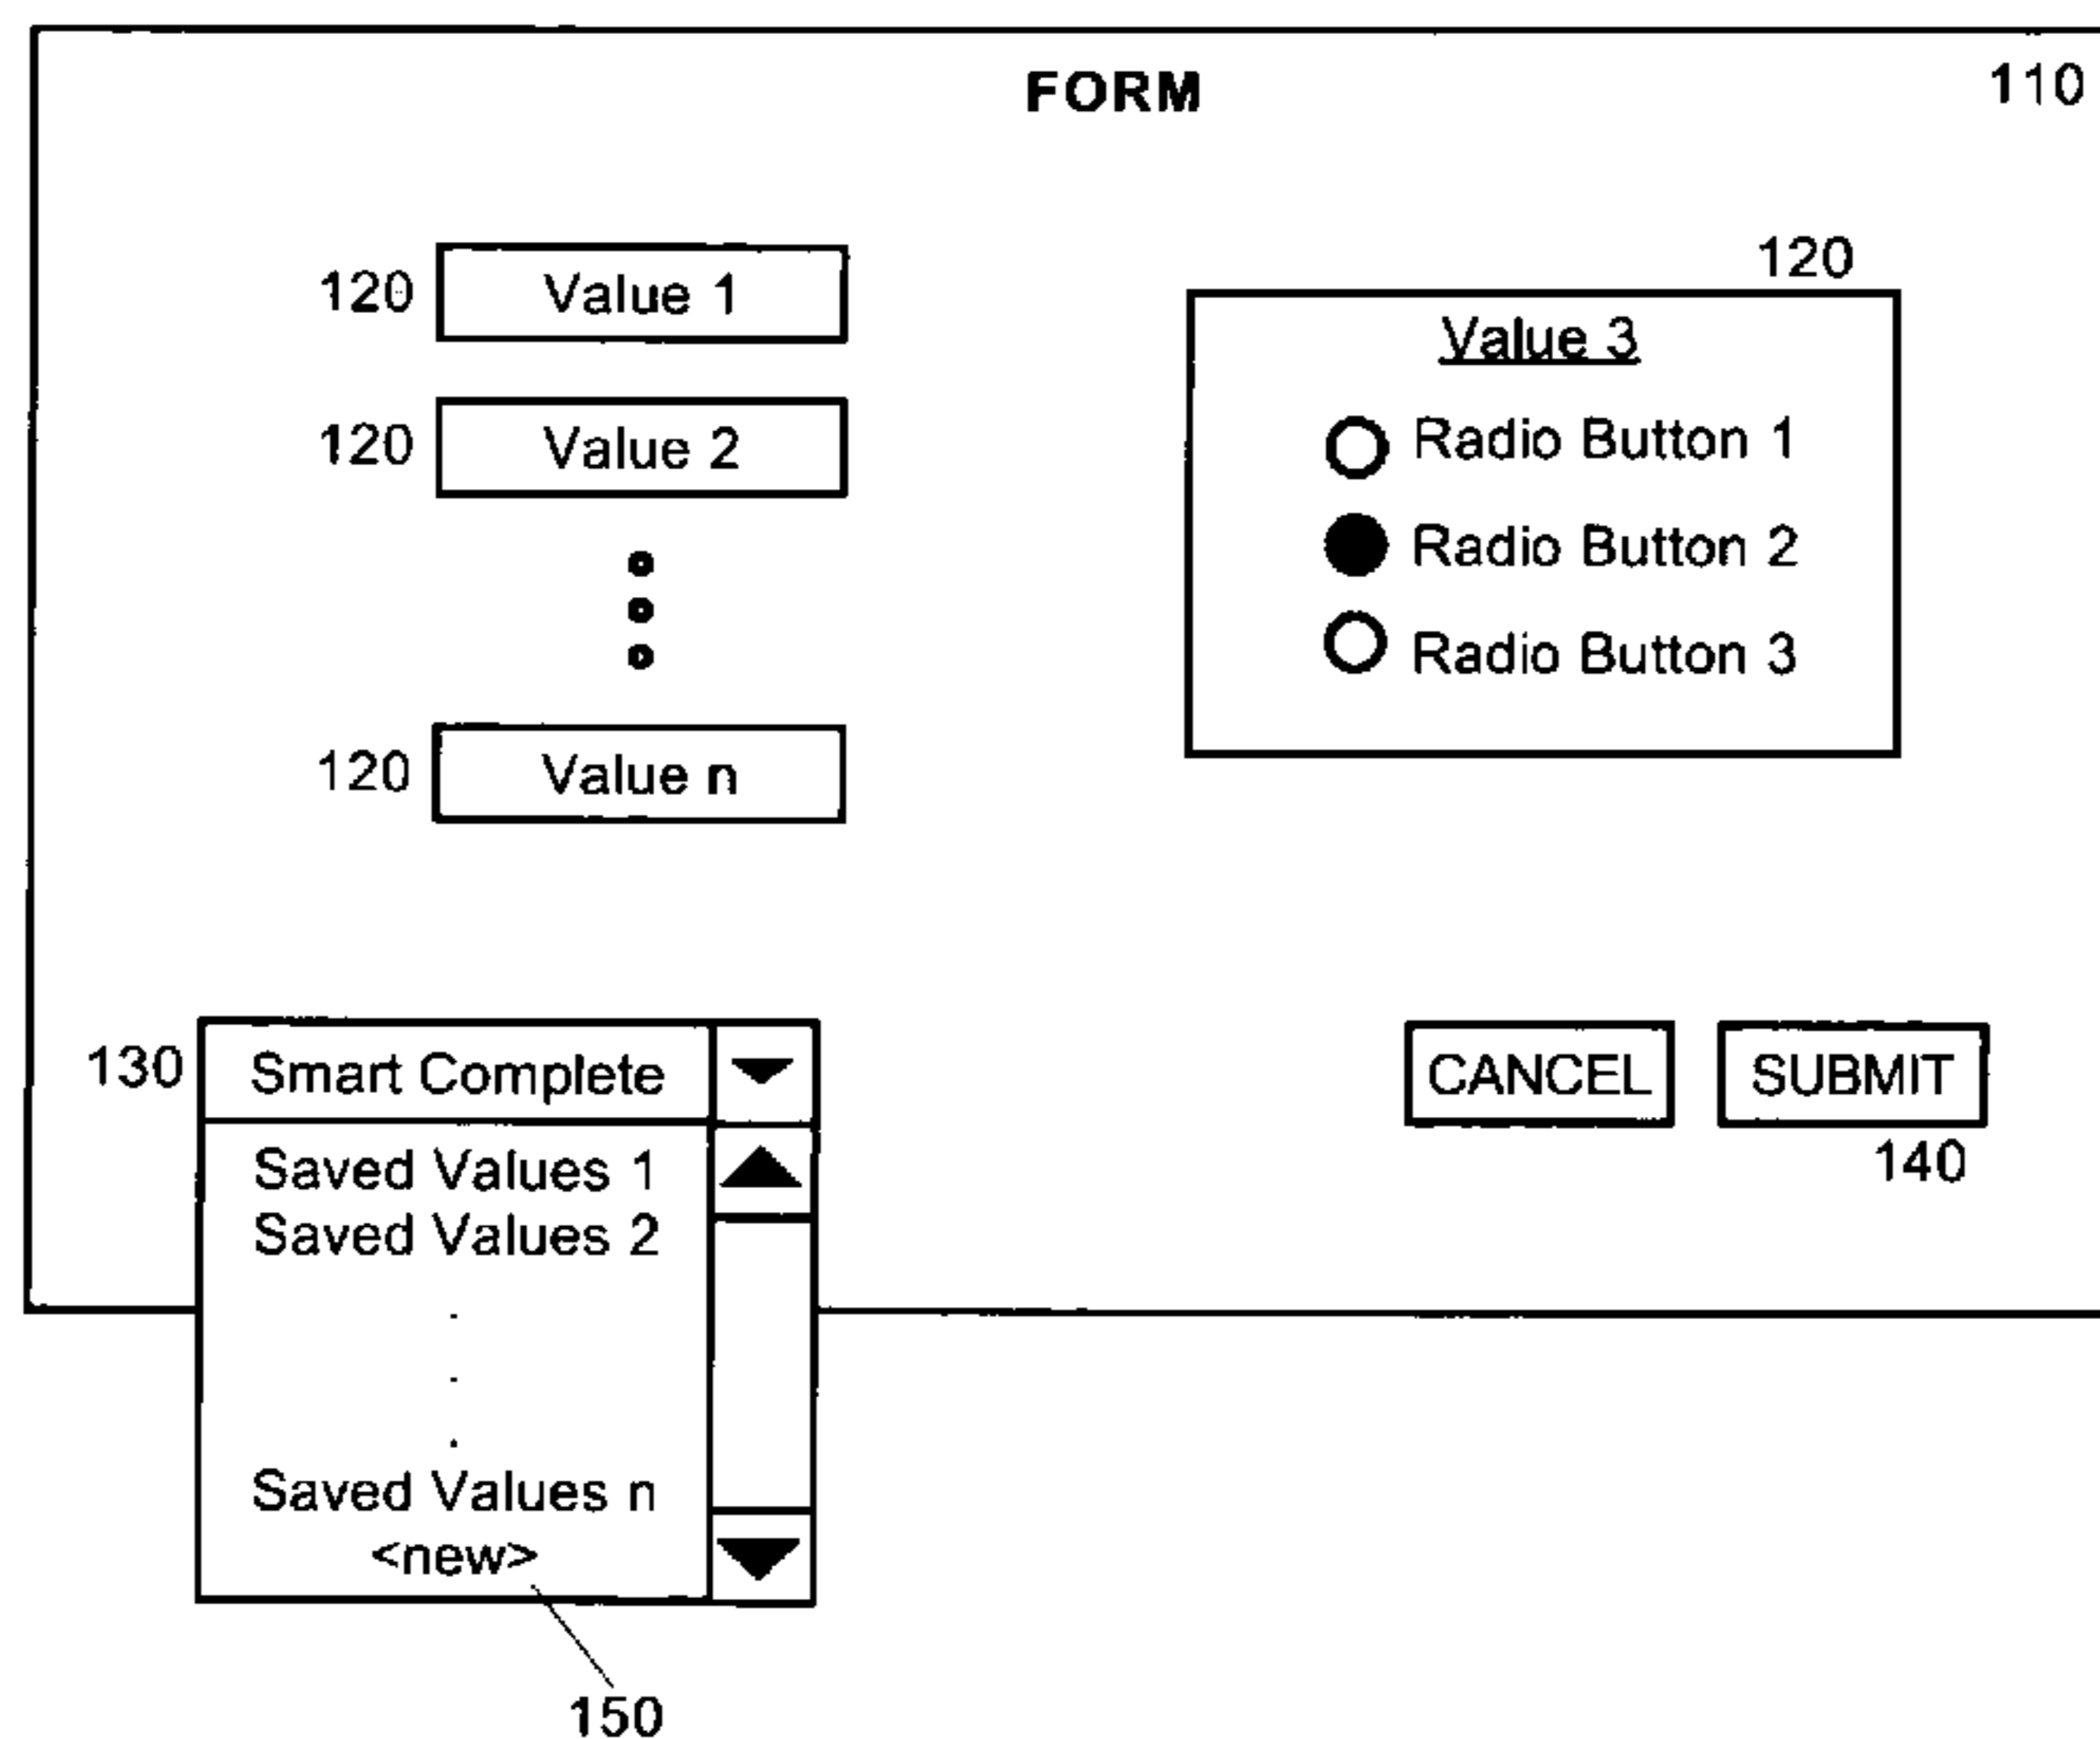 FORM
110
120 Value 1
120 Value 2
120 Value n
120
Value 3
Radio Button 1
Radio Button 2
Radio Button 3
130 Smart Complete
Saved Values 1
Saved Values 2
.
.
.
Saved Values n
<new>
150
CANCEL SUBMIT
140